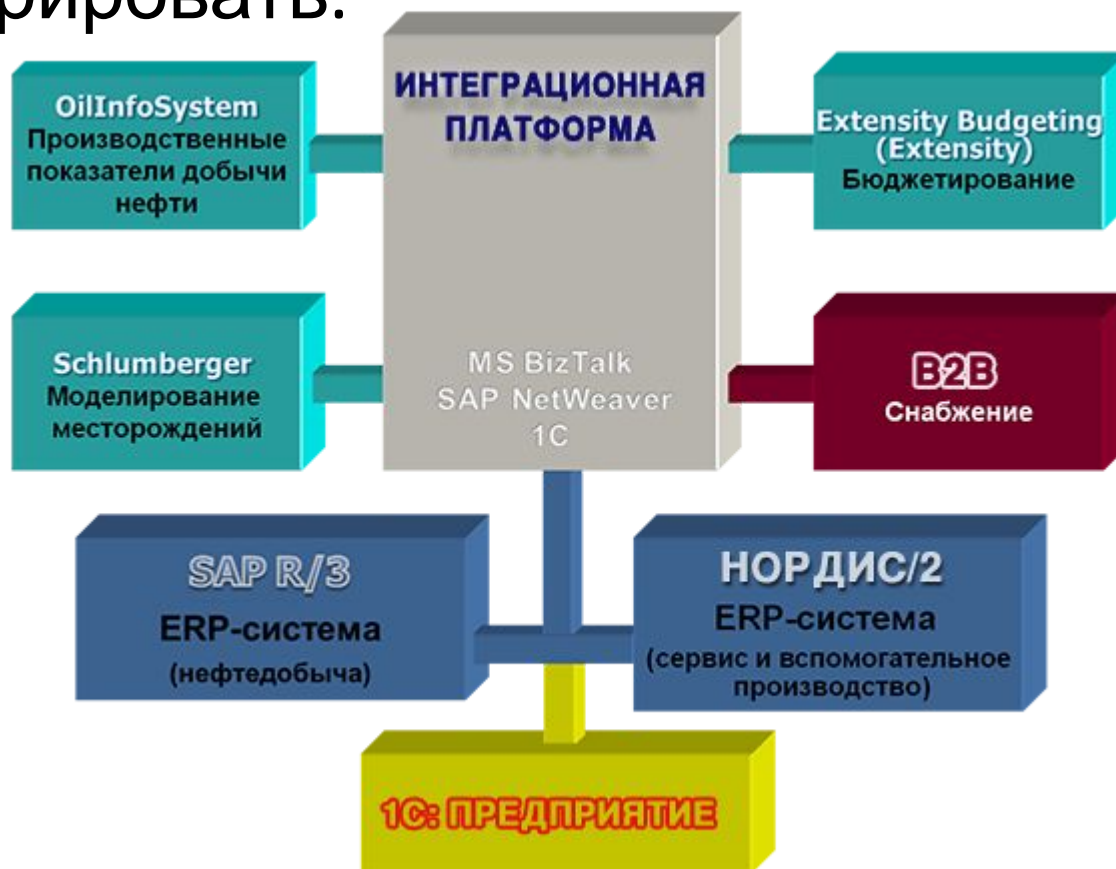 рировать:
ИНТЕГРАЦИОННАЯ
ПЛАТФОРМА
MS BizTalk
SAP NetWeaver
1C
OilInfoSystem
Производственные
показатели добычи
нефти
Extensity Budgeting
(Extensity)
Бюджетирование
Schlumberger
Моделирование
месторождений
B2B
Снабжение
SAP R/3
ERP-система
(нефтедобыча)
НОРДИС/2
ERP-система
(сервис и вспомогательное
производство)
1С: ПРЕДПРИЯТИЕ